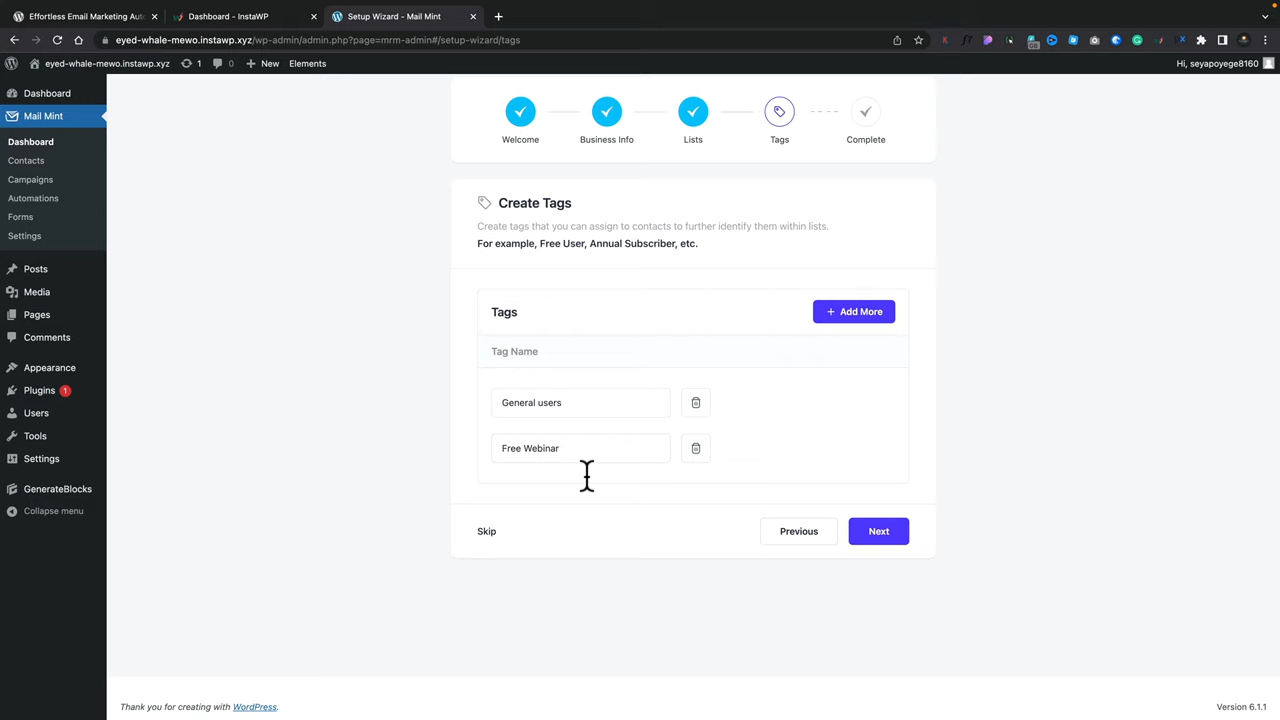 Effortless Email Marketing Auto
Dashboard - InstaWP
Setup Wizard - Mail Mint
eyed-whale-mewo.instawp.xyz/wp-admin/admin.php?page=mrm-admin#/setup-wizard/tags
eyed-whale-mewo.instawp.xyz
1
0
New
Elements
Hi, seyapoyege8160
Dashboard
Mail Mint
Dashboard
Contacts
Campaigns
Automations
Forms
Settings
Posts
Media
Pages
Comments
Appearance
Plugins 1
Users
Tools
Settings
GenerateBlocks
Collapse menu
Welcome
Business Info
Lists
Tags
Complete
Create Tags
Create tags that you can assign to contacts to further identify them within lists.
For example, Free User, Annual Subscriber, etc.
Tags
+ Add More
Tag Name
General users
Free Webinar
Skip
Previous
Next
Thank you for creating with WordPress.
Version 6.1.1